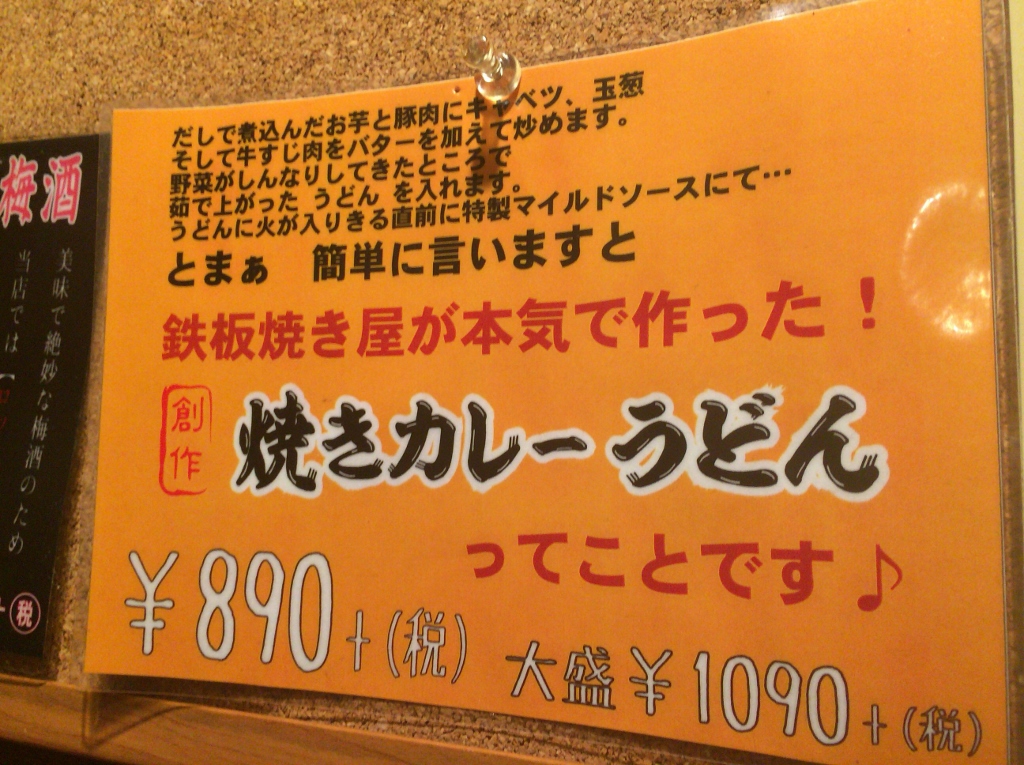 だしで煮込んだお芋と豚肉にキャベツ、玉葱
そして牛すじ肉をバターを加えて炒めます。
野菜がしんなりしてきたところで
茹で上がった うどん を入れます。
うどんに火が入りきる直前に特製マイルドソースにて…
とまぁ 簡単に言いますと
鉄板焼き屋が本気で作った！
創作
焼きカレーうどん
ってことです♪
￥890+(税)
大盛￥1090+(税)
梅酒
美味で絶妙な梅酒のため
当店では
税